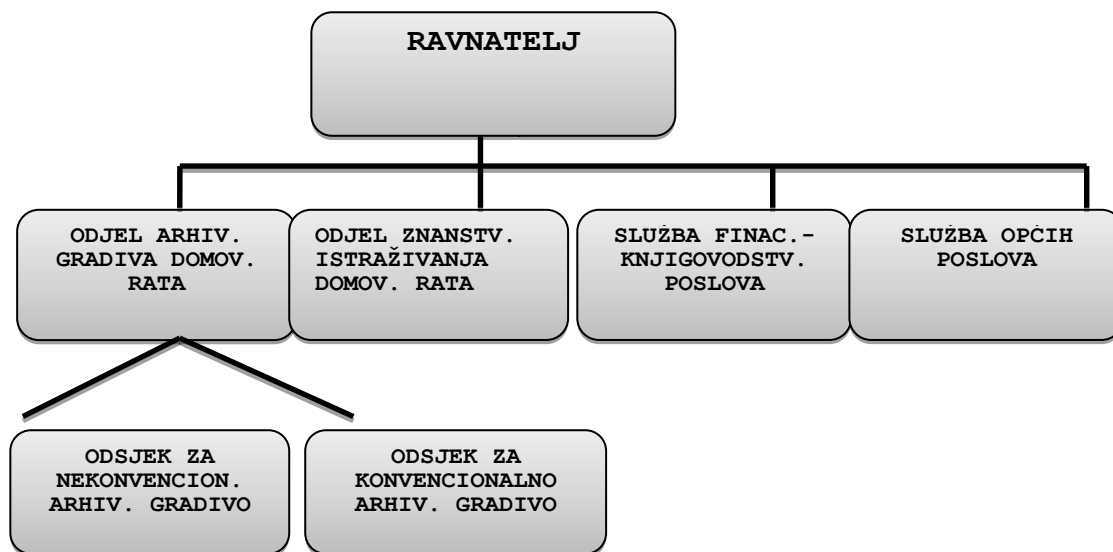 RAVNATELJ
ODJEL ARHIV.
GRADIVA DOMOV.
RATA
ODJEL ZNANSTV.
ISTRAŽIVANJA
DOMOV. RATA
SLUŽBA FINAC.-
KNJIGOVODSTV.
POSLOVA
SLUŽBA OPĆIH
POSLOVA
ODSJEK ZA
NEKONVENCION.
ARHIV. GRADIVO
ODSJEK ZA
KONVENCIONALNO
ARHIV. GRADIVO